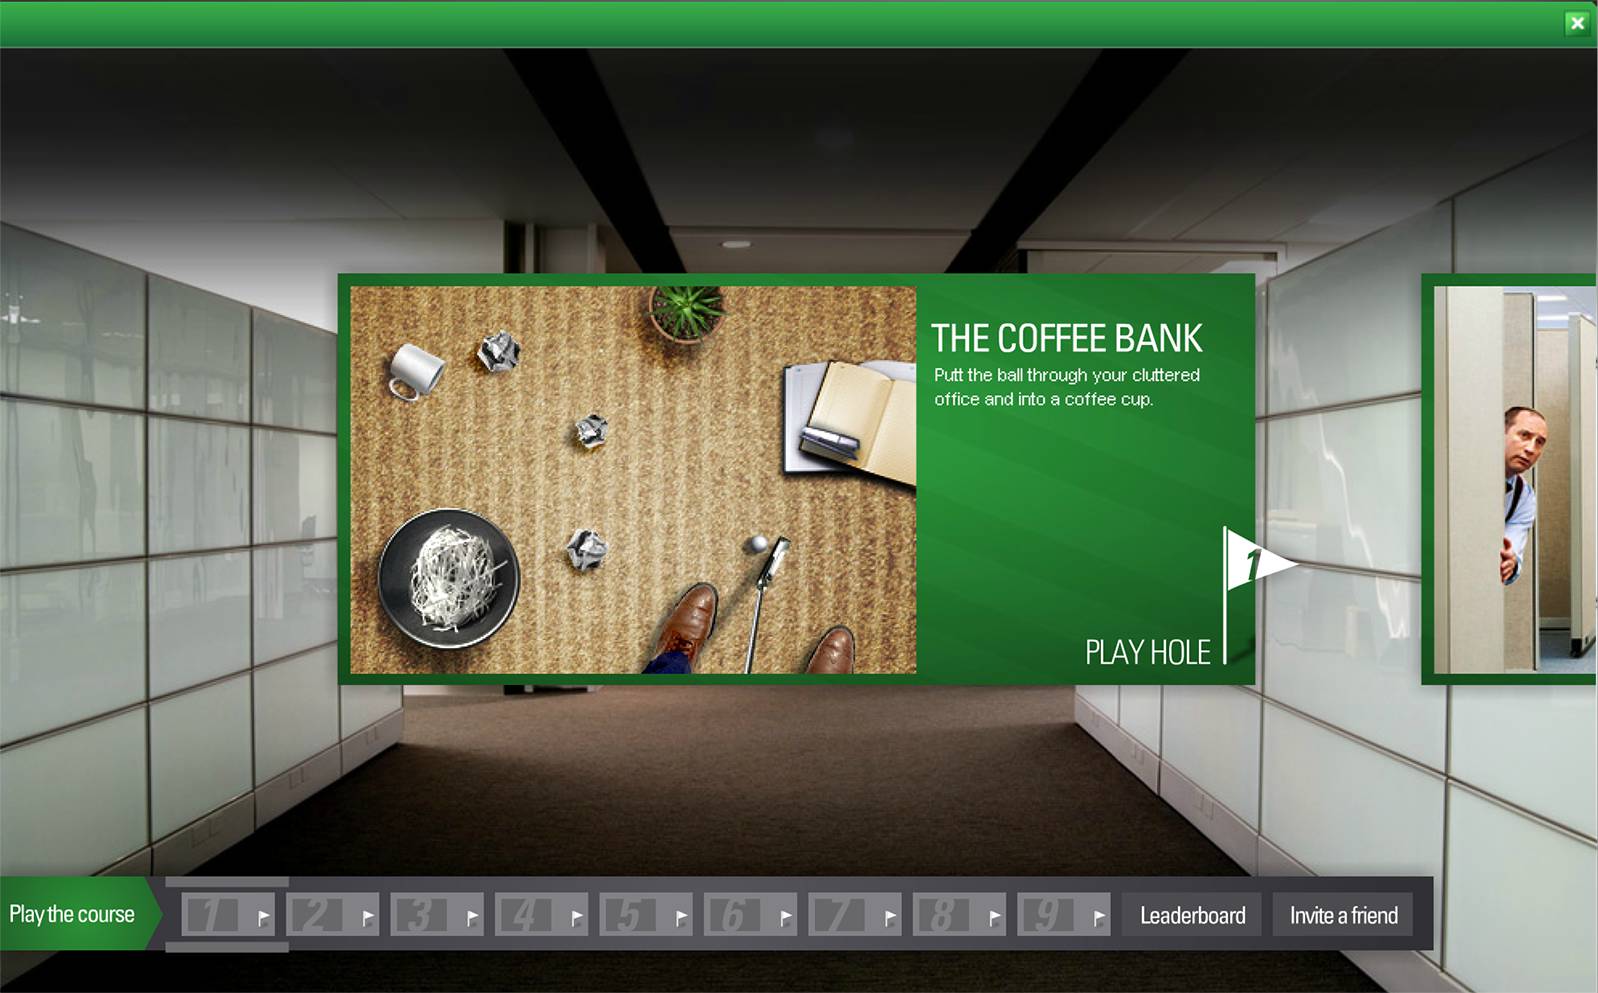 THE COFFEE BANK
Putt the ball through your cluttered
office and into a coffee cup.
1
PLAY HOLE
Play the course
1
2
3
4
5
6
7
8
9
Leaderboard
Invite a friend